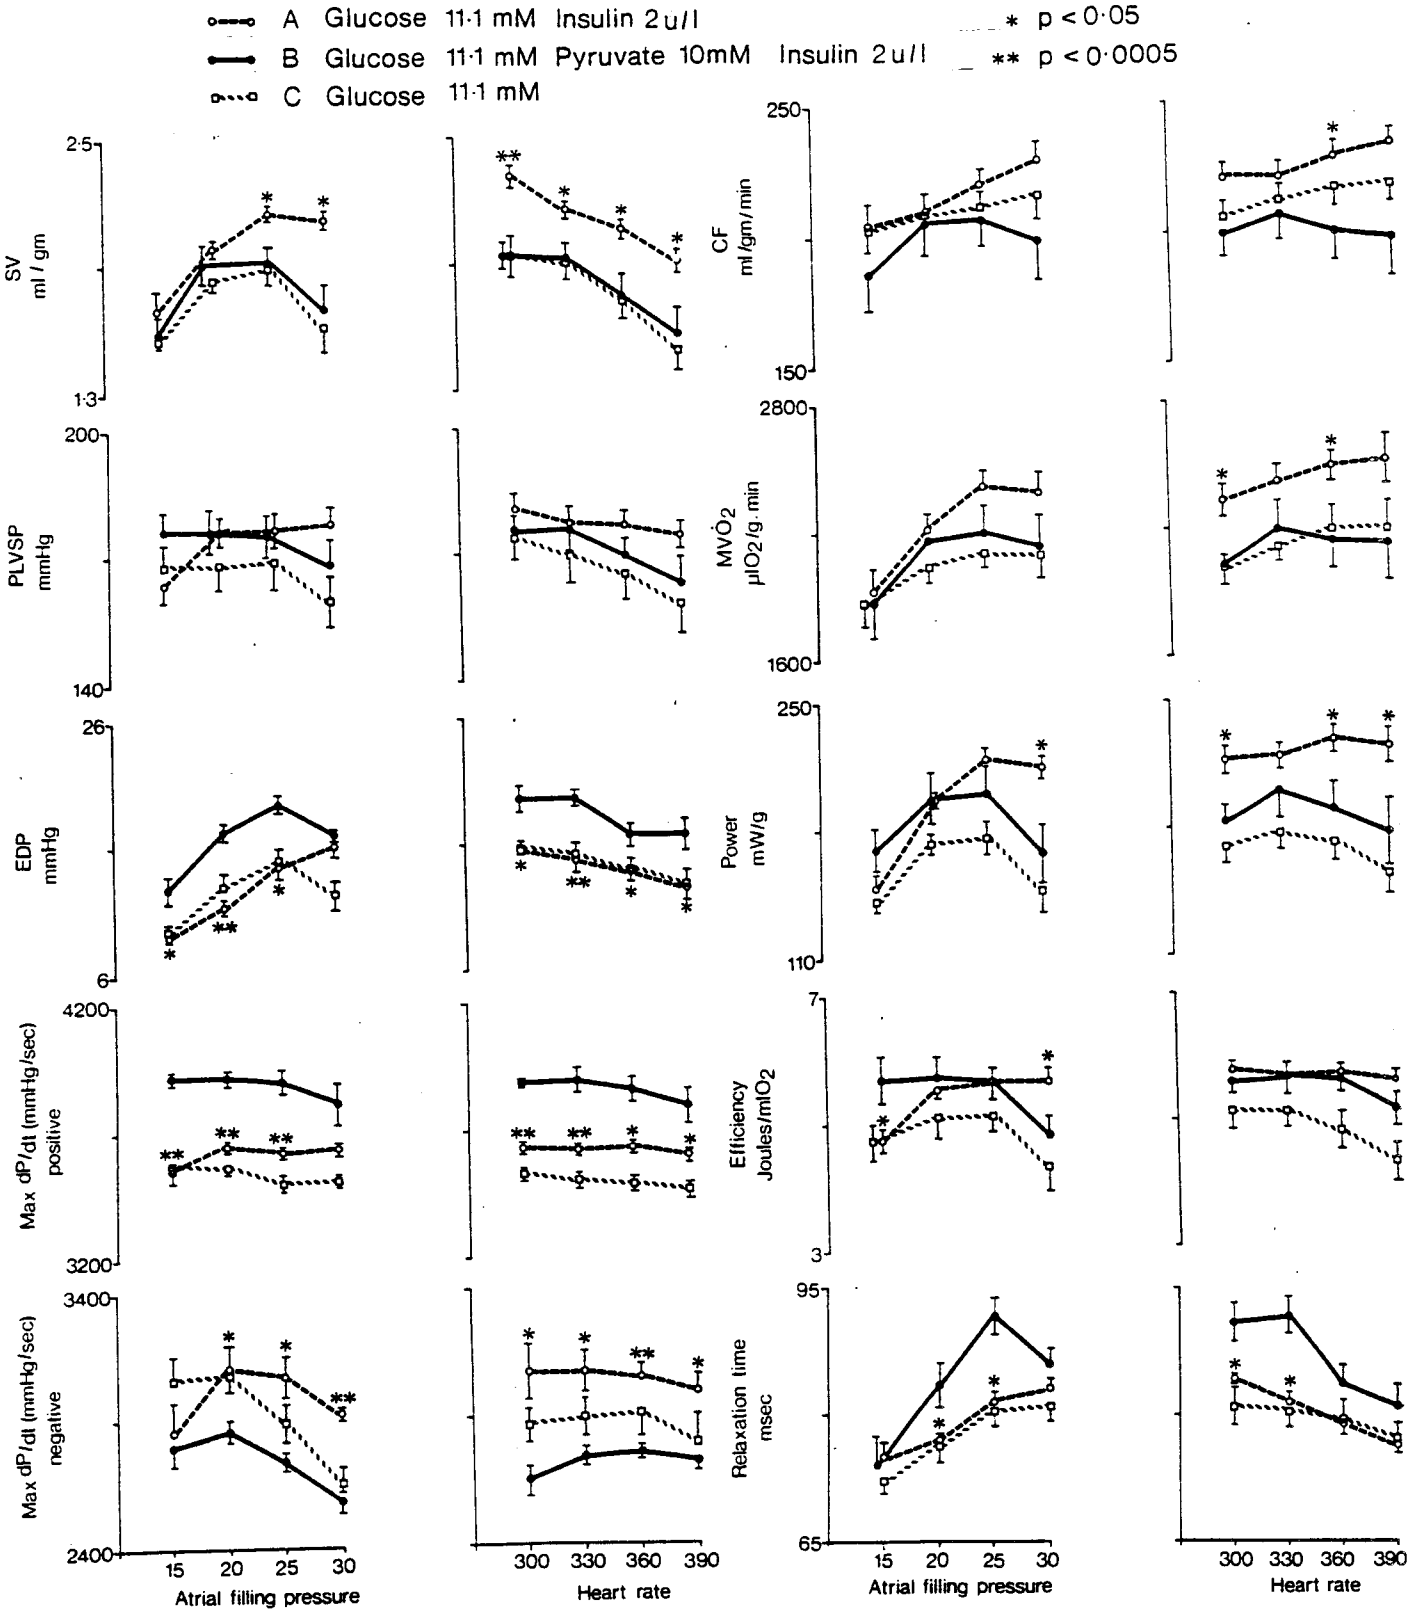 A Glucose 11·1 mM Insulin 2u/l
* p < 0·05
B Glucose 11·1 mM Pyruvate 10mM Insulin 2u/l
** p < 0·0005
C Glucose 11·1 mM
2·5
SV
ml / gm
1·3
** * * *
* *
250
CF
ml/gm/min
150
*
200
PLVSP
mmHg
140
2800
MV̇O2
µlO2/g.min
1600
* *
26
EDP
mmHg
6
* ** *
* ** * *
250
Power
mW/g
110
*
* * *
4200
Max dP/dt (mmHg/sec)
positive
3200
** ** **
** ** * *
7
Efficiency
Joules/mlO2
3
* *
3400
Max dP/dt (mmHg/sec)
negative
2400
* * **
* * ** *
95
Relaxation time
msec
65
* *
* *
15 20 25 30
Atrial filling pressure
300 330 360 390
Heart rate
15 20 25 30
Atrial filling pressure
300 330 360 390
Heart rate